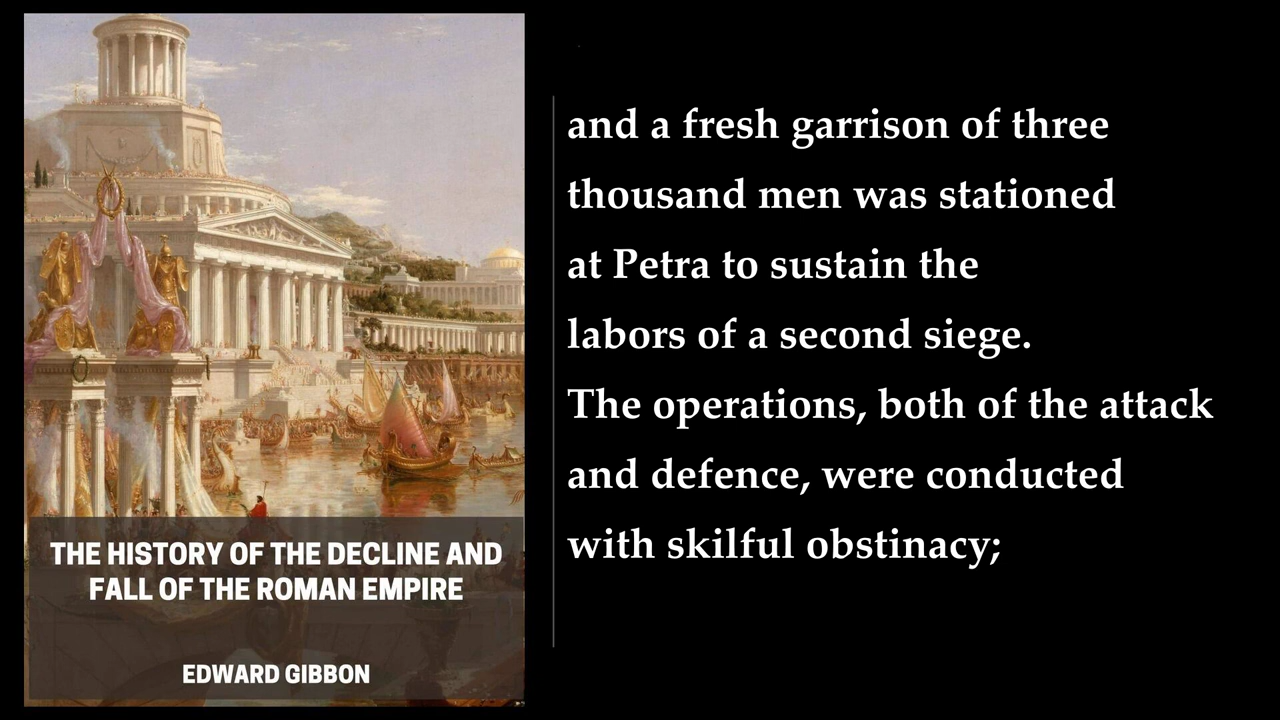 and a fresh garrison of three
thousand men was stationed
at Petra to sustain the
labors of a second siege.
The operations, both of the attack
and defence, were conducted
with skilful obstinacy;
THE HISTORY OF THE DECLINE AND
FALL OF THE ROMAN EMPIRE
EDWARD GIBBON